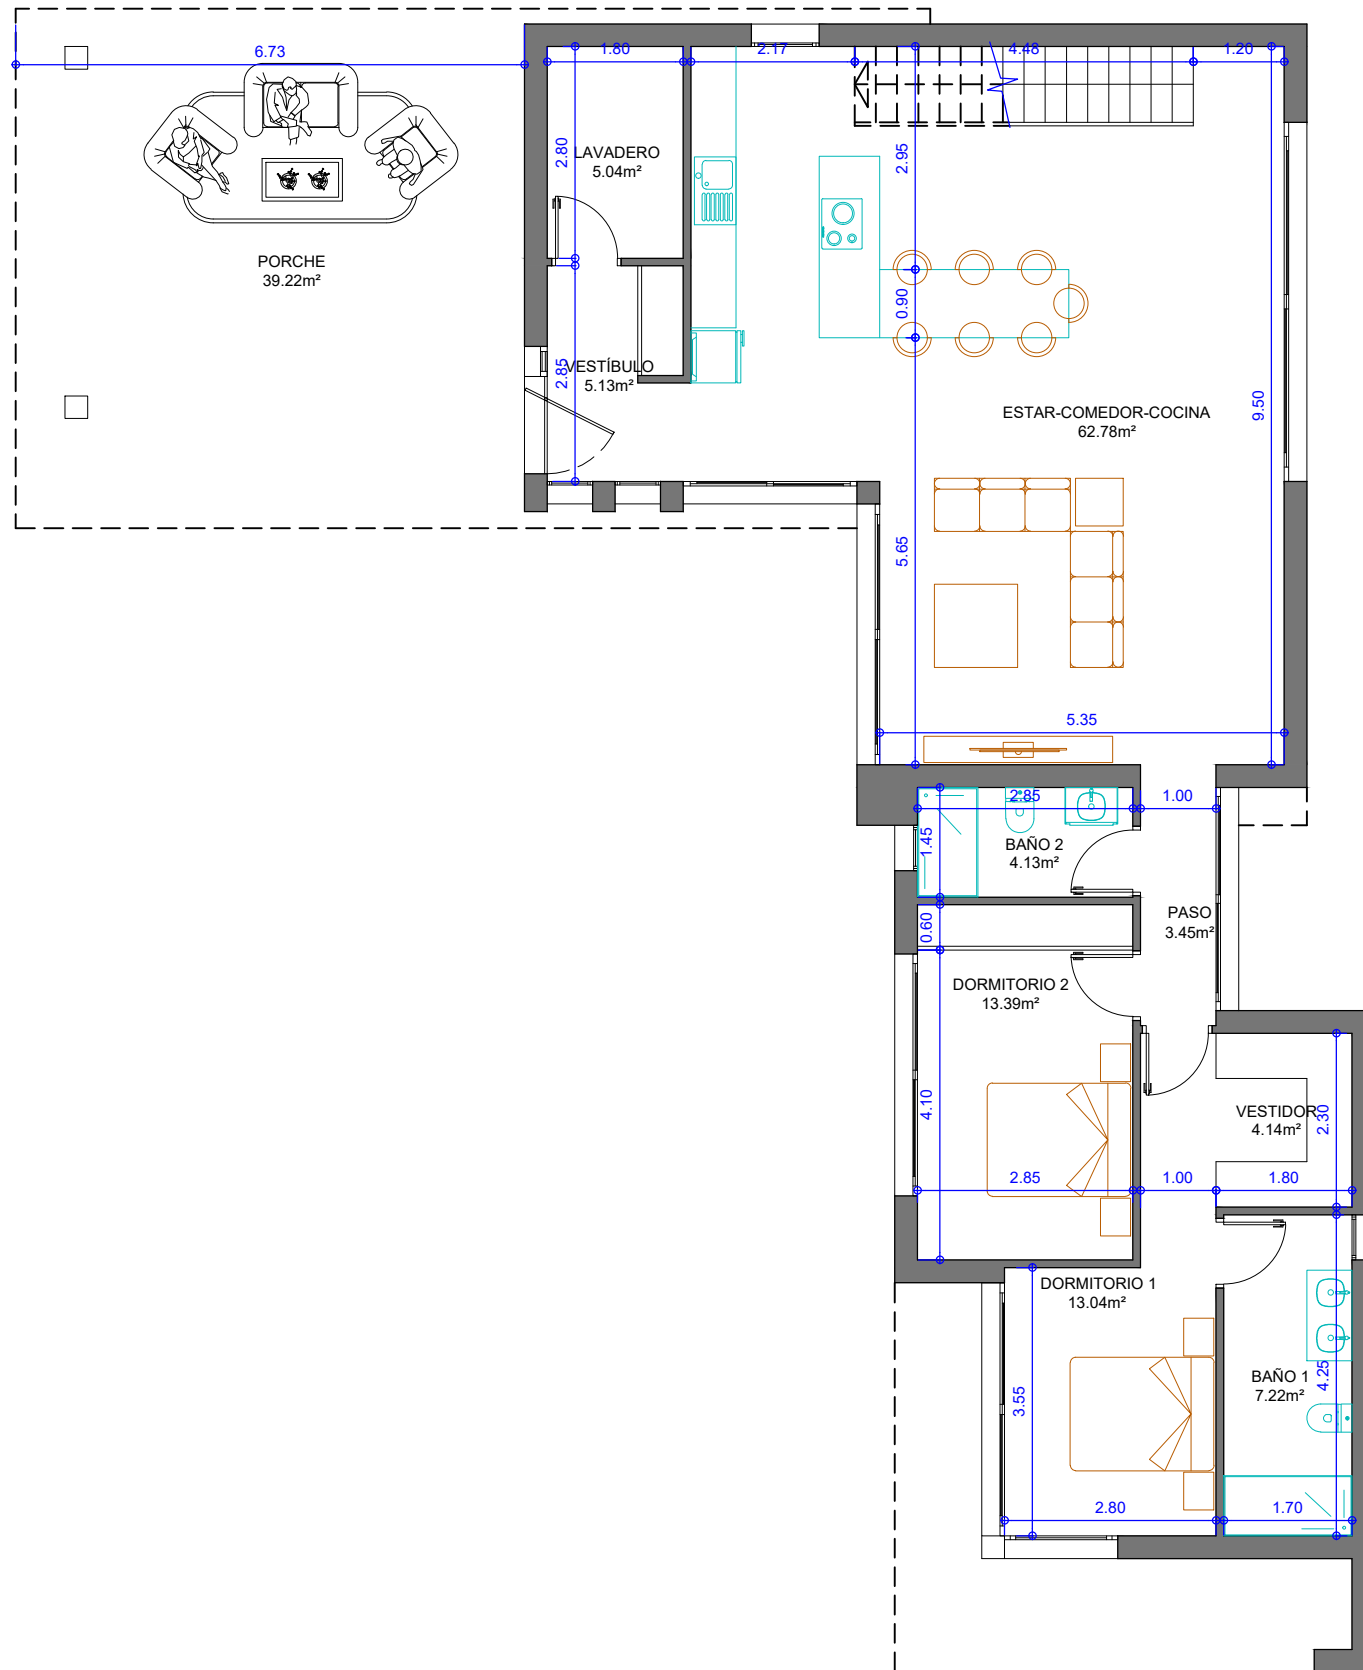 6.73
1.80
2.17
4.48
1.20
2.80
LAVADERO
5.04m²
2.95
PORCHE
39.22m²
0.90
2.85
VESTÍBULO
5.13m²
9.50
ESTAR-COMEDOR-COCINA
62.78m²
5.65
5.35
2.85
1.00
1.45
BAÑO 2
4.13m²
0.60
PASO
3.45m²
DORMITORIO 2
13.39m²
4.10
VESTIDOR
4.14m²
2.30
2.85
1.00
1.80
DORMITORIO 1
13.04m²
3.55
BAÑO 1
7.22m²
4.25
2.80
1.70